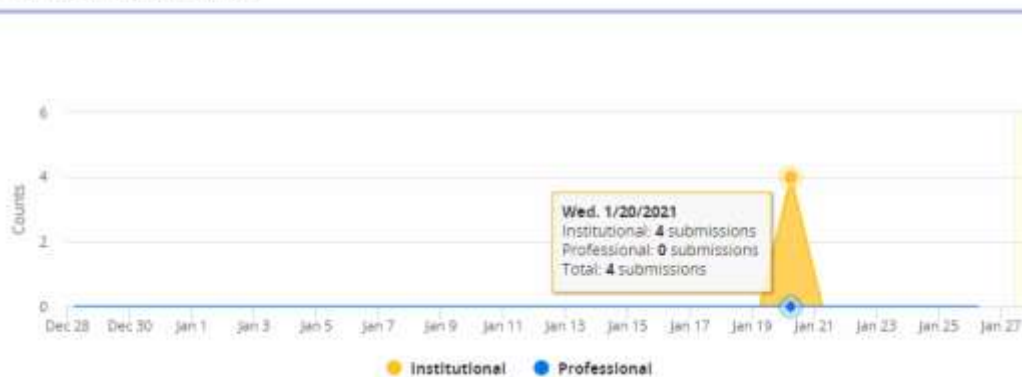 6
4
2
0
Counts
Wed. 1/20/2021
Institutional: 4 submissions
Professional: 0 submissions
Total: 4 submissions
Dec 28 Dec 30 Jan 1 Jan 3 Jan 5 Jan 7 Jan 9 Jan 11 Jan 13 Jan 15 Jan 17 Jan 19 Jan 21 Jan 23 Jan 25 Jan 27
Institutional Professional